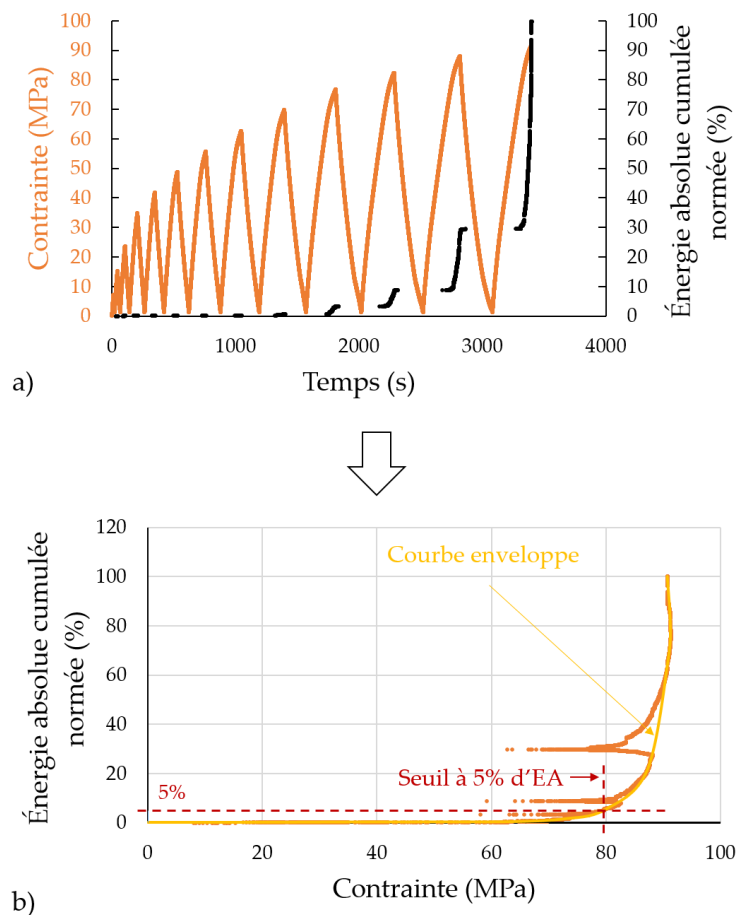 Contrainte (MPa)
100
90
80
70
60
50
40
30
20
10
0
100
90
80
70
60
50
40
30
20
10
0
Énergie absolue cumulée
normée (%)
0 1000 2000 3000 4000
Temps (s)
a)
Énergie absolue cumulée
normée (%)
120
100
80
60
40
20
0
Courbe enveloppe
Seuil à 5% d'EA
5%
0 20 40 60 80 100
Contrainte (MPa)
b)